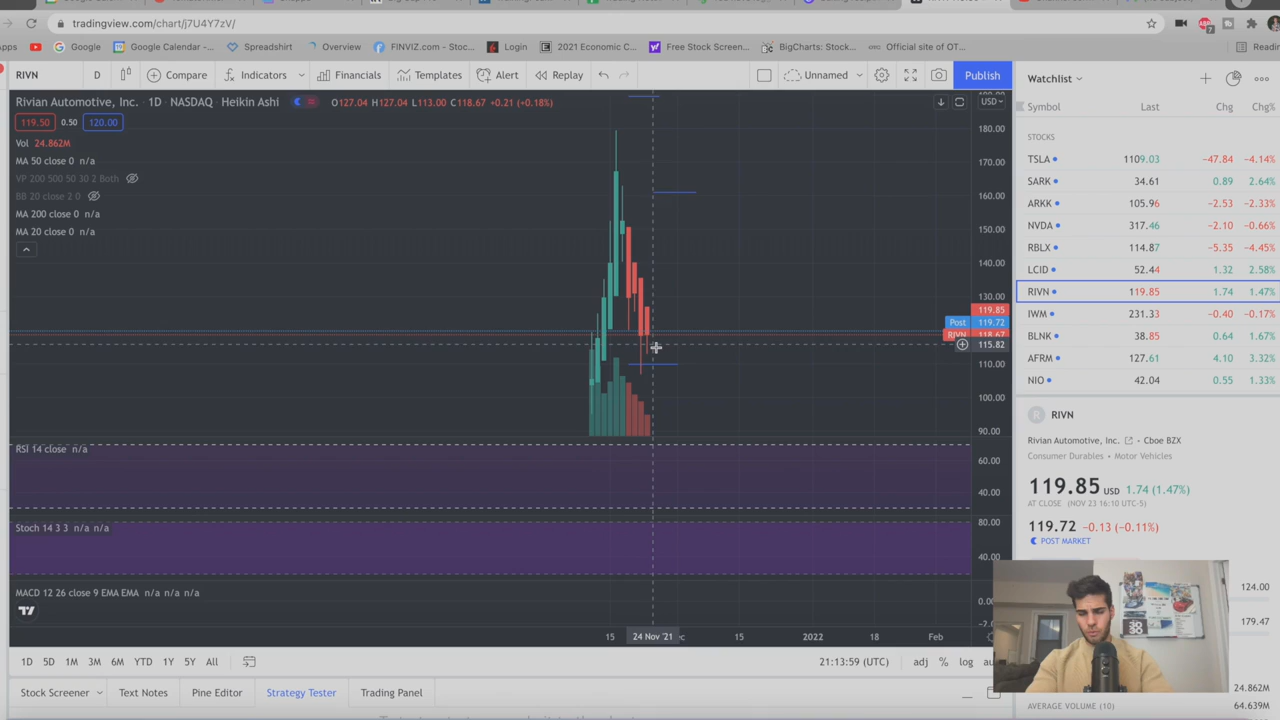 tradingview.com/chart/j7U4Y7zV/
Apps
Google
Google Calendar -...
Spreadshirt
Overview
FINVIZ.com - Stoc...
Login
2021 Economic C...
Free Stock Screen...
BigCharts: Stock...
Official site of OT...
RIVN
D
Compare
Indicators
Financials
Templates
Alert
Replay
Unnamed
Publish
Watchlist
Rivian Automotive, Inc. · 1D · NASDAQ · Heikin Ashi
O127.04 H127.04 L113.00 C118.67 +0.21 (+0.18%)
USD
Symbol Last Chg Chg%
119.50 0.50 120.00
Vol 24.862M
MA 50 close 0 n/a
VP 200 500 50 30 2 Both
BB 20 close 2 0
MA 200 close 0 n/a
MA 20 close 0 n/a
180.00
170.00
160.00
150.00
140.00
130.00
119.85
Post 119.72
RIVN 118.67
115.82
110.00
100.00
90.00
STOCKS
TSLA 1109.03 −47.84 −4.14%
SARK 34.61 0.89 2.64%
ARKK 105.96 −2.53 −2.33%
NVDA 317.46 −2.10 −0.66%
RBLX 114.87 −5.35 −4.45%
LCID 52.44 1.32 2.58%
RIVN 119.85 1.74 1.47%
IWM 231.33 −0.40 −0.17%
BLNK 38.85 0.64 1.67%
AFRM 127.61 4.10 3.32%
NIO 42.04 0.55 1.33%
RSI 14 close n/a
60.00
40.00
Stoch 14 3 3 n/a n/a
80.00
40.00
MACD 12 26 close 9 EMA EMA n/a n/a n/a
0.00
15
24 Nov '21
15
2022
18
Feb
R RIVN
Rivian Automotive, Inc. · Cboe BZX
Consumer Durables • Motor Vehicles
119.85 USD 1.74 (1.47%)
AT CLOSE (NOV 23 16:10 UTC-5)
119.72 −0.13 (−0.11%)
POST MARKET
124.00
179.47
24.862M
AVERAGE VOLUME (10) 64.639M
1D 5D 1M 3M 6M YTD 1Y 5Y All
21:13:59 (UTC)
adj % log
Stock Screener
Text Notes
Pine Editor
Strategy Tester
Trading Panel